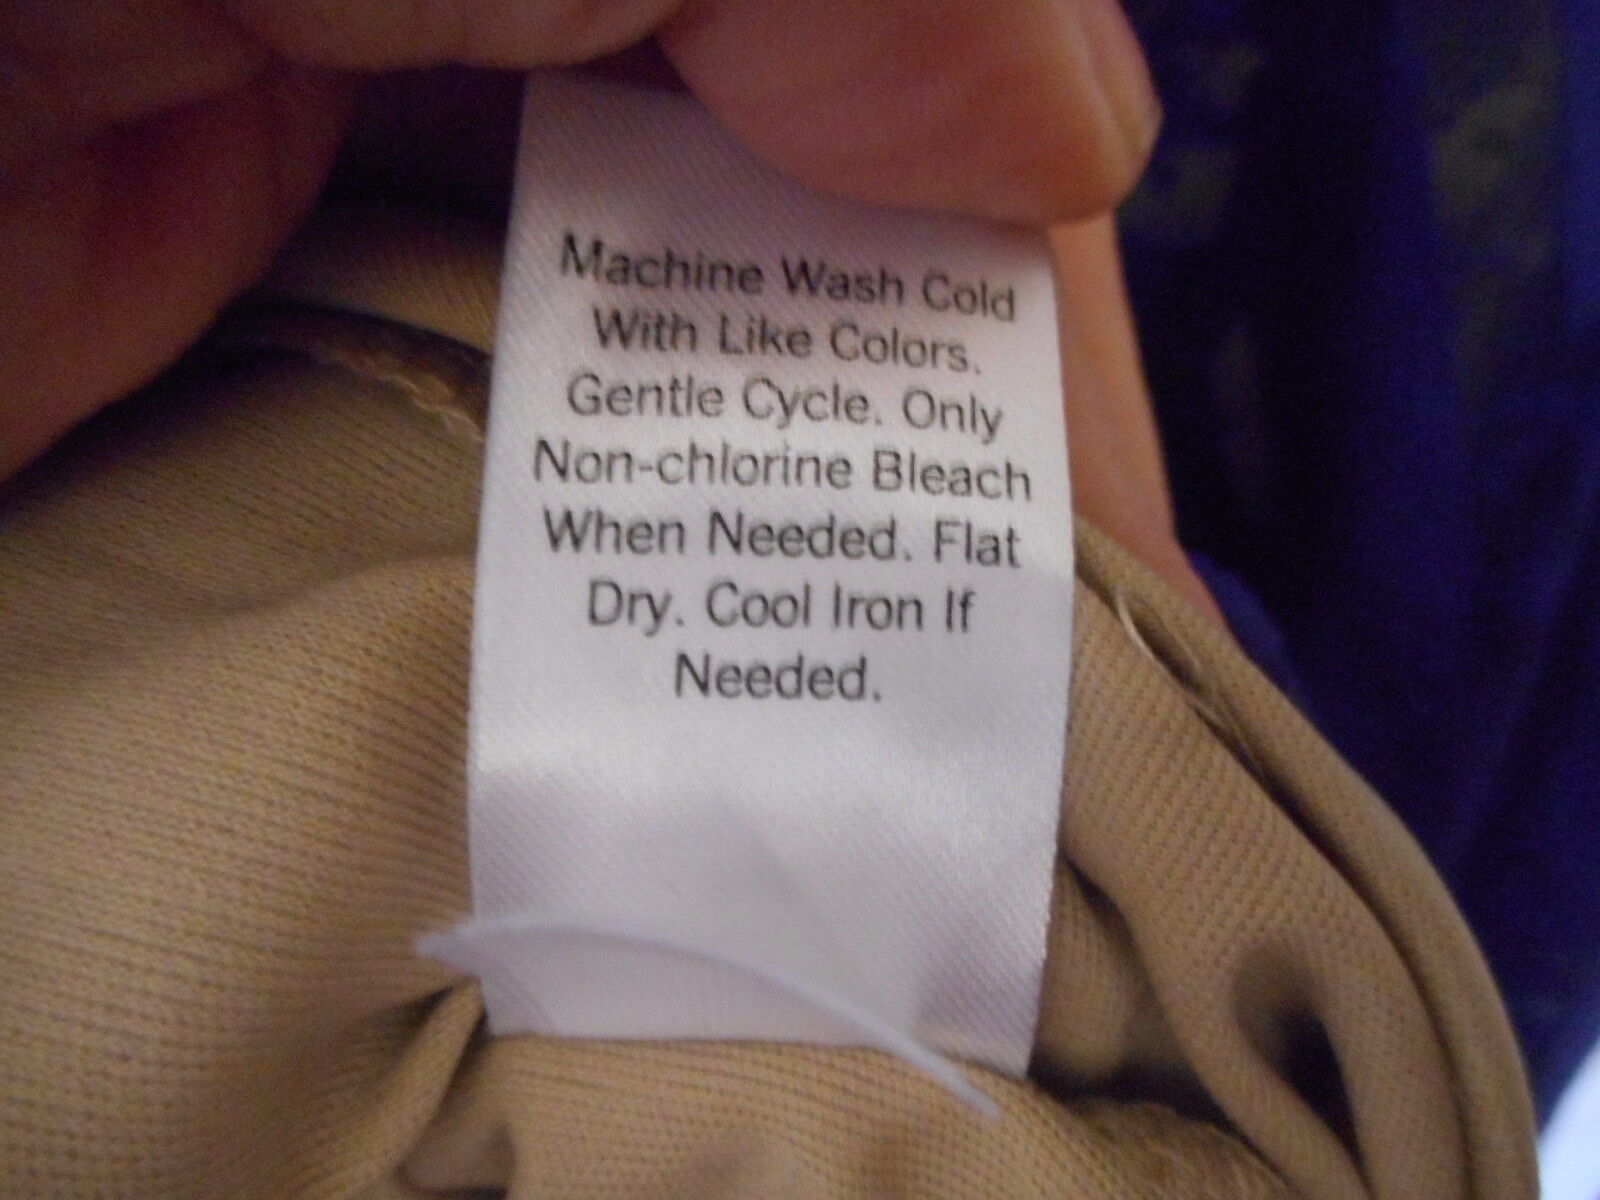 Machine Wash Cold
With Like Colors.
Gentle Cycle. Only
Non-chlorine Bleach
When Needed. Flat
Dry. Cool Iron If
Needed.